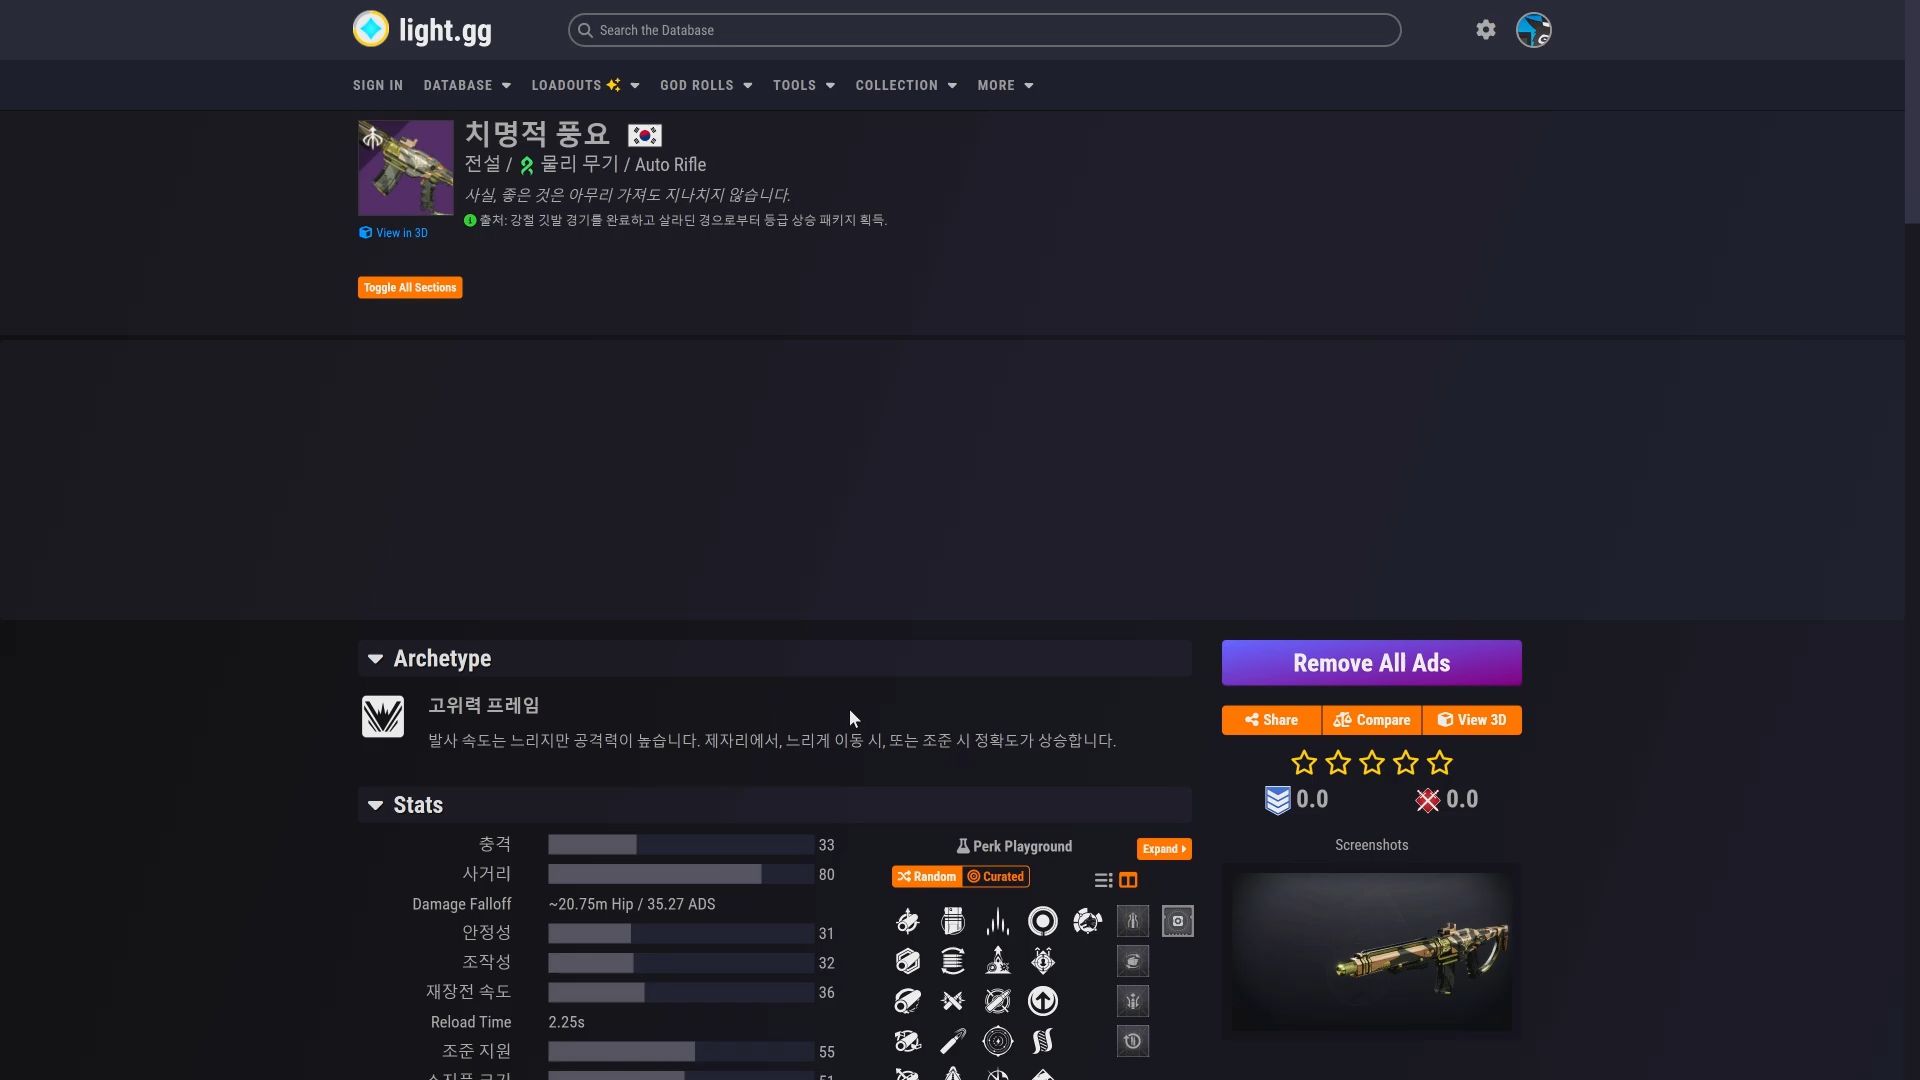 light.gg
Search the Database
SIGN IN DATABASE LOADOUTS GOD ROLLS TOOLS COLLECTION MORE
치명적 풍요
전설 / 물리 무기 / Auto Rifle
사실, 좋은 것은 아무리 가져도 지나치지 않습니다.
출처: 강철 깃발 경기를 완료하고 살라딘 경으로부터 등급 상승 패키지 획득.
View in 3D
Toggle All Sections
Archetype
고위력 프레임
발사 속도는 느리지만 공격력이 높습니다. 제자리에서, 느리게 이동 시, 또는 조준 시 정확도가 상승합니다.
Remove All Ads
Share Compare View 3D
0.0 0.0
Screenshots
Stats
충격 33
사거리 80
Damage Falloff ~20.75m Hip / 35.27 ADS
안정성 31
조작성 32
재장전 속도 36
Reload Time 2.25s
조준 지원 55
Perk Playground
Expand
Random Curated